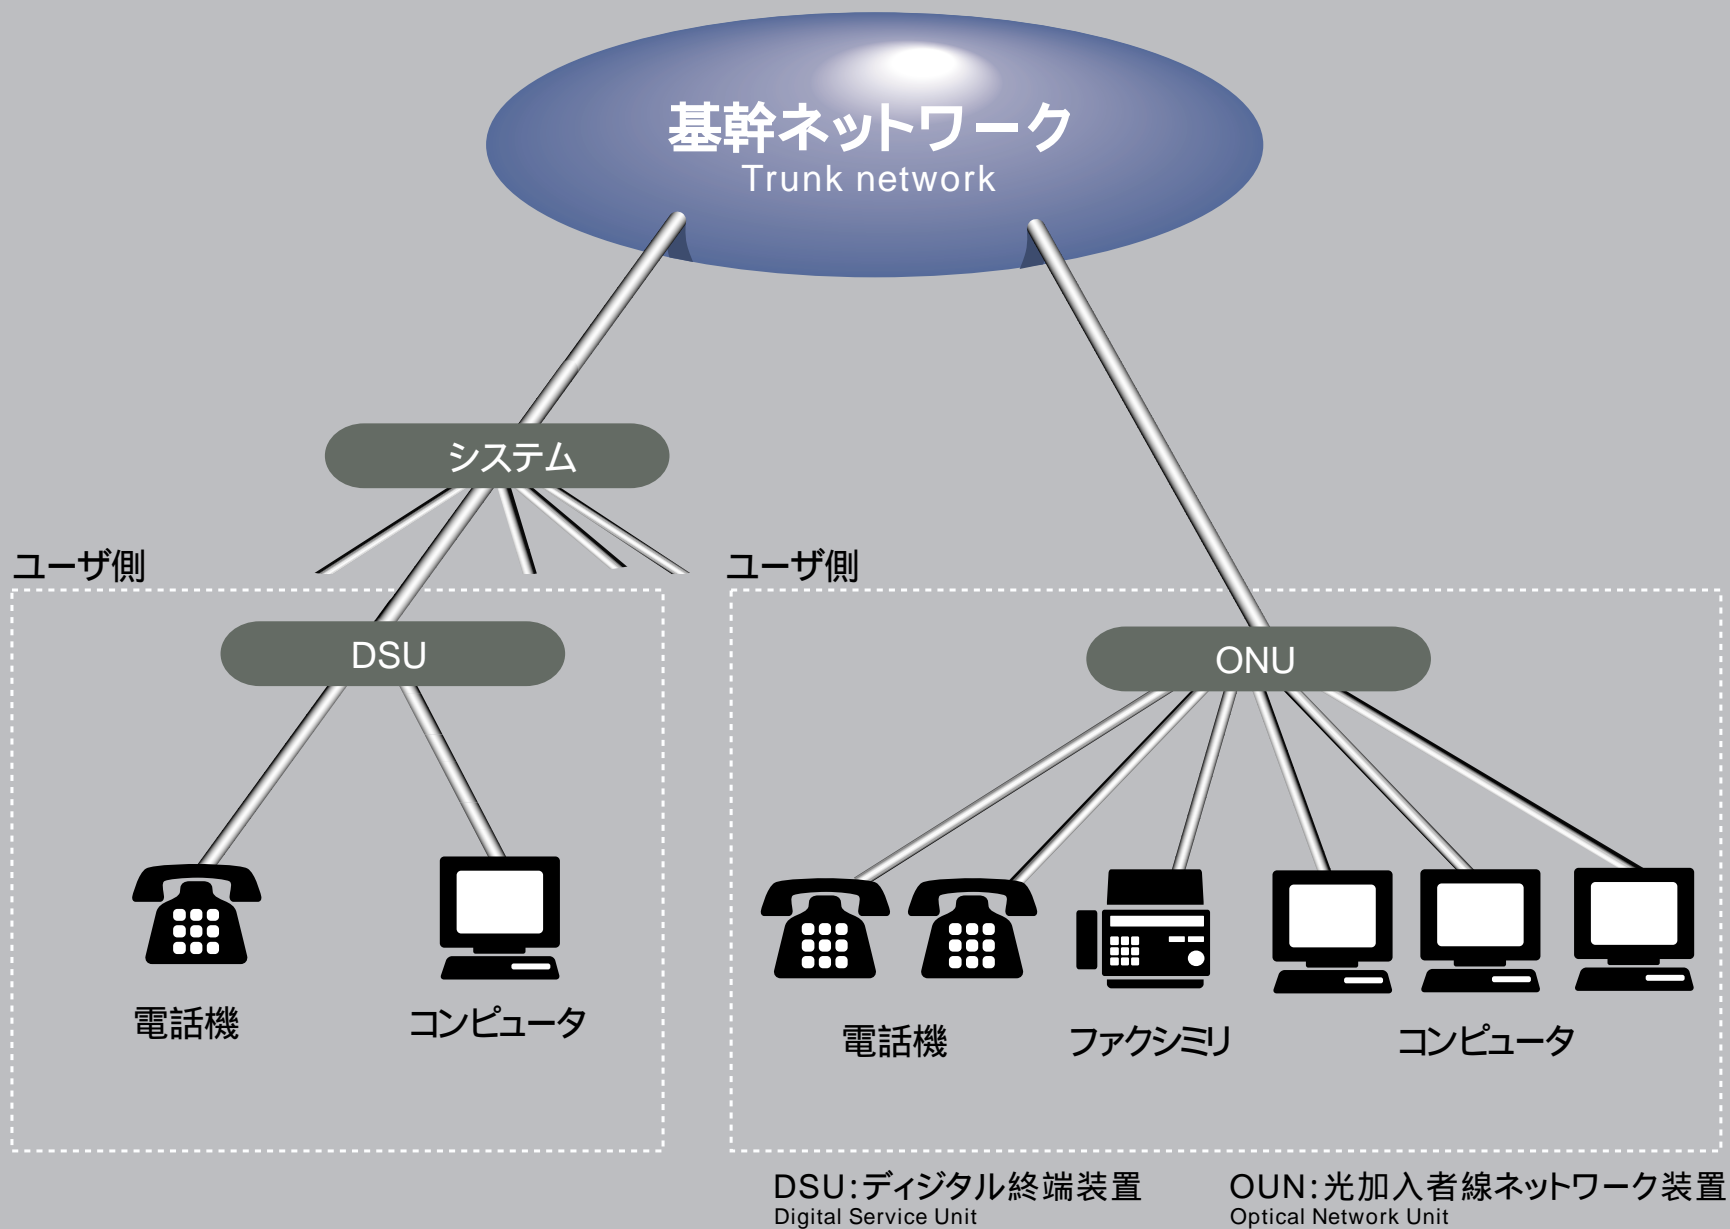 基幹ネットワーク
Trunk network
システム
ユーザ側
ユーザ側
DSU
ONU
電話機
コンピュータ
電話機
ファクシミリ
コンピュータ
DSU:ディジタル終端装置
Digital Service Unit
OUN:光加入者線ネットワーク装置
Optical Network Unit